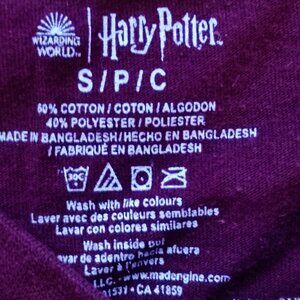 WIZARDING WORLD
Harry Potter
S/P/C
60% COTTON / COTON / ALGODON
40% POLYESTER / POLIESTER
MADE IN BANGLADESH/HECHO EN BANGLADESH
/ FABRIQUÉ EN BANGLADESH
30C
Wash with like colours
Laver avec des couleurs semblables
Lavar con colores similares
Wash inside out
var de adentro hacia afuera
Laver à l'envers
LLC. • www.madengine.com
• CA 41859